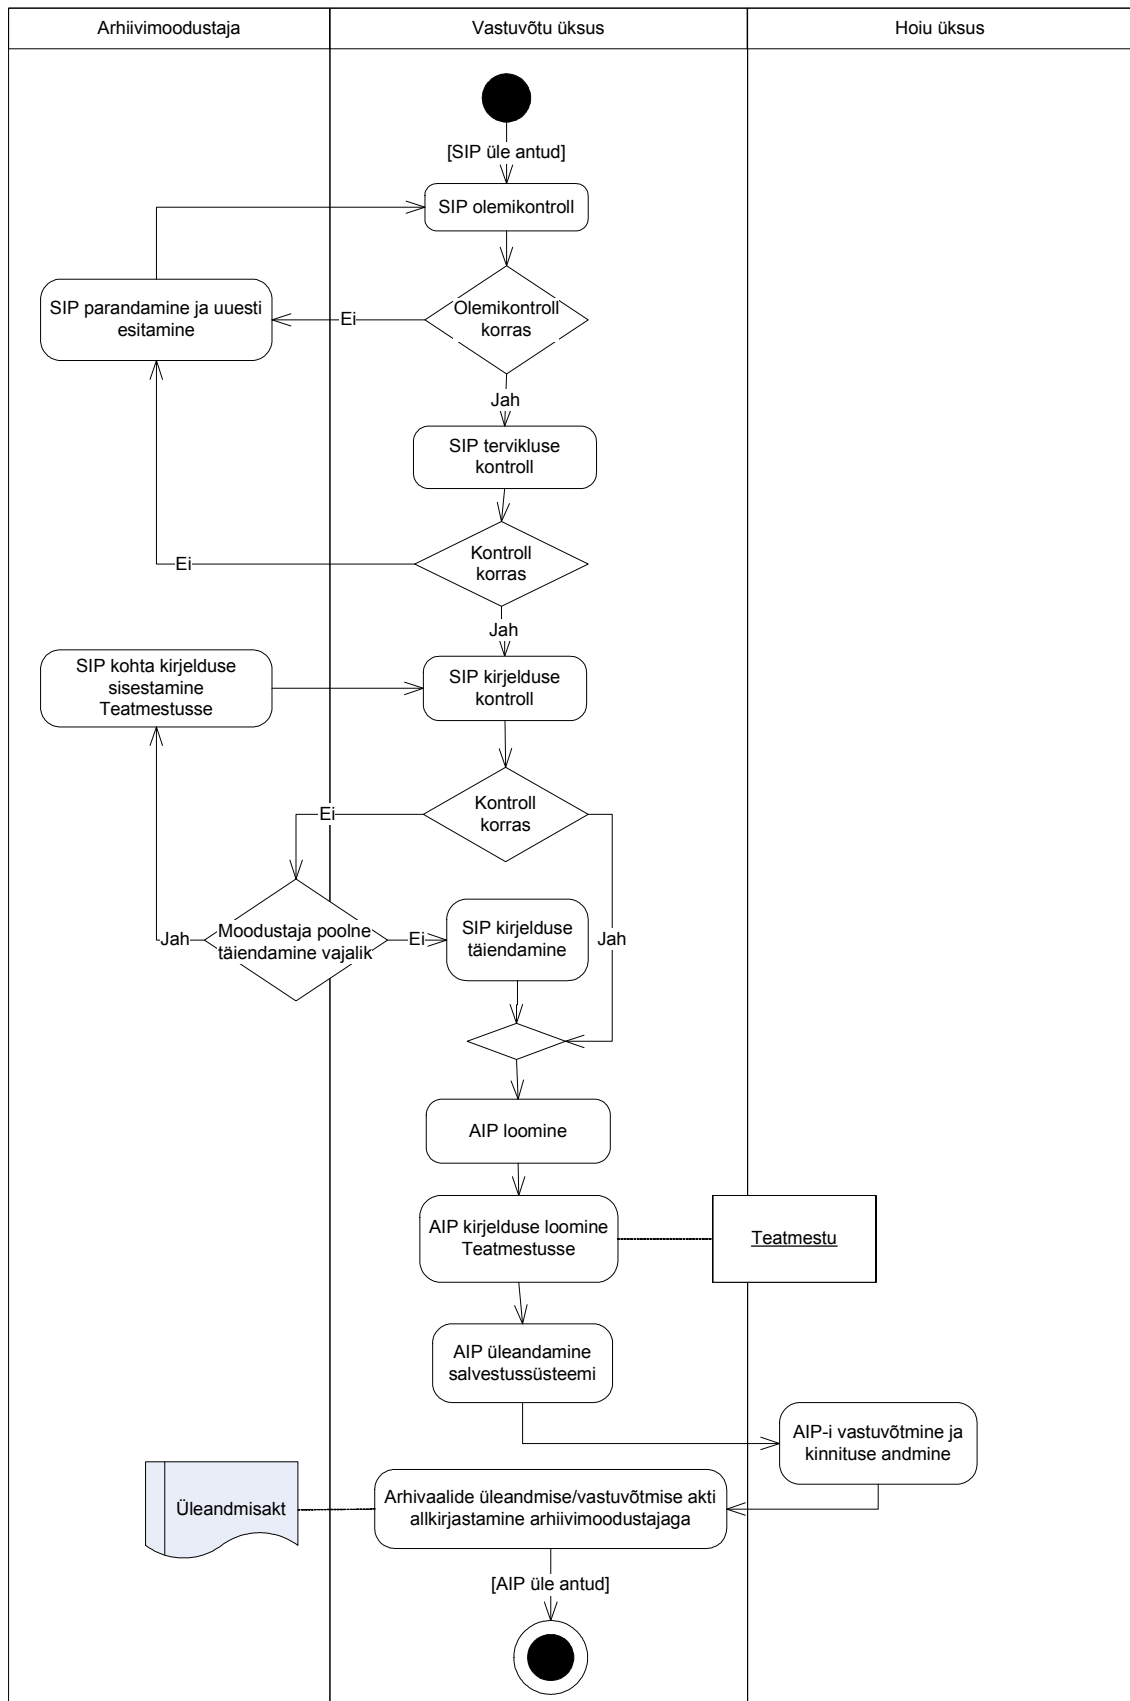 Arhiivimoodustaja
Vastuvõtu üksus
Hoiu üksus
[SIP üle antud]
SIP olemikontroll
SIP parandamine ja uuesti
esitamine
Ei
Olemikontroll
korras
Jah
SIP tervikluse
kontroll
Ei
Kontroll
korras
Jah
SIP kohta kirjelduse
sisestamine
Teatmestusse
SIP kirjelduse
kontroll
Ei
Kontroll
korras
Jah
Moodustaja poolne
täiendamine vajalik
Ei
SIP kirjelduse
täiendamine
Jah
AIP loomine
AIP kirjelduse loomine
Teatmestusse
Teatmestu
AIP üleandamine
salvestussüsteemi
AIP-i vastuvõtmine ja
kinnituse andmine
Üleandmisakt
Arhivaalide üleandmise/vastuvõtmise akti
allkirjastamine arhiivimoodustajaga
[AIP üle antud]